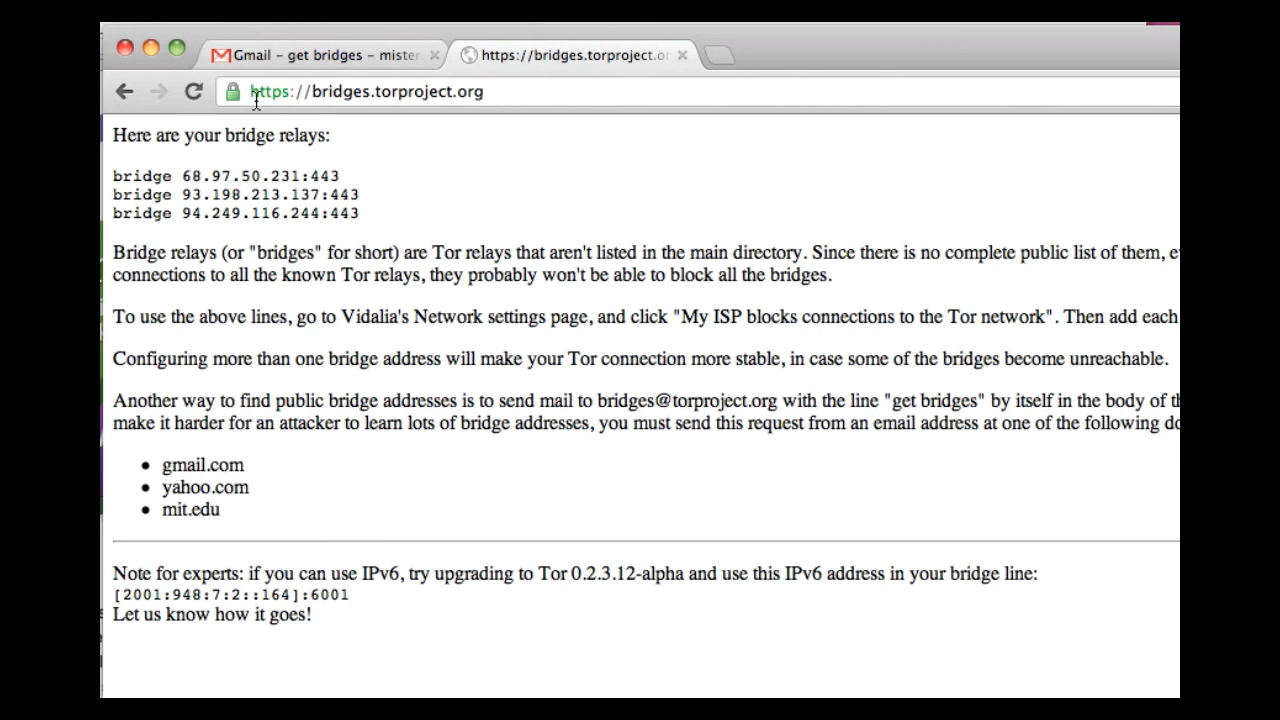 Gmail - get bridges - mister
https://bridges.torproject.or
https://bridges.torproject.org
Here are your bridge relays:
bridge 68.97.50.231:443
bridge 93.198.213.137:443
bridge 94.249.116.244:443
Bridge relays (or "bridges" for short) are Tor relays that aren't listed in the main directory. Since there is no complete public list of them,
connections to all the known Tor relays, they probably won't be able to block all the bridges.
To use the above lines, go to Vidalia's Network settings page, and click "My ISP blocks connections to the Tor network". Then add each
Configuring more than one bridge address will make your Tor connection more stable, in case some of the bridges become unreachable.
Another way to find public bridge addresses is to send mail to bridges@torproject.org with the line "get bridges" by itself in the body of
make it harder for an attacker to learn lots of bridge addresses, you must send this request from an email address at one of the following
• gmail.com
• yahoo.com
• mit.edu
Note for experts: if you can use IPv6, try upgrading to Tor 0.2.3.12-alpha and use this IPv6 address in your bridge line:
[2001:948:7:2::164]:6001
Let us know how it goes!